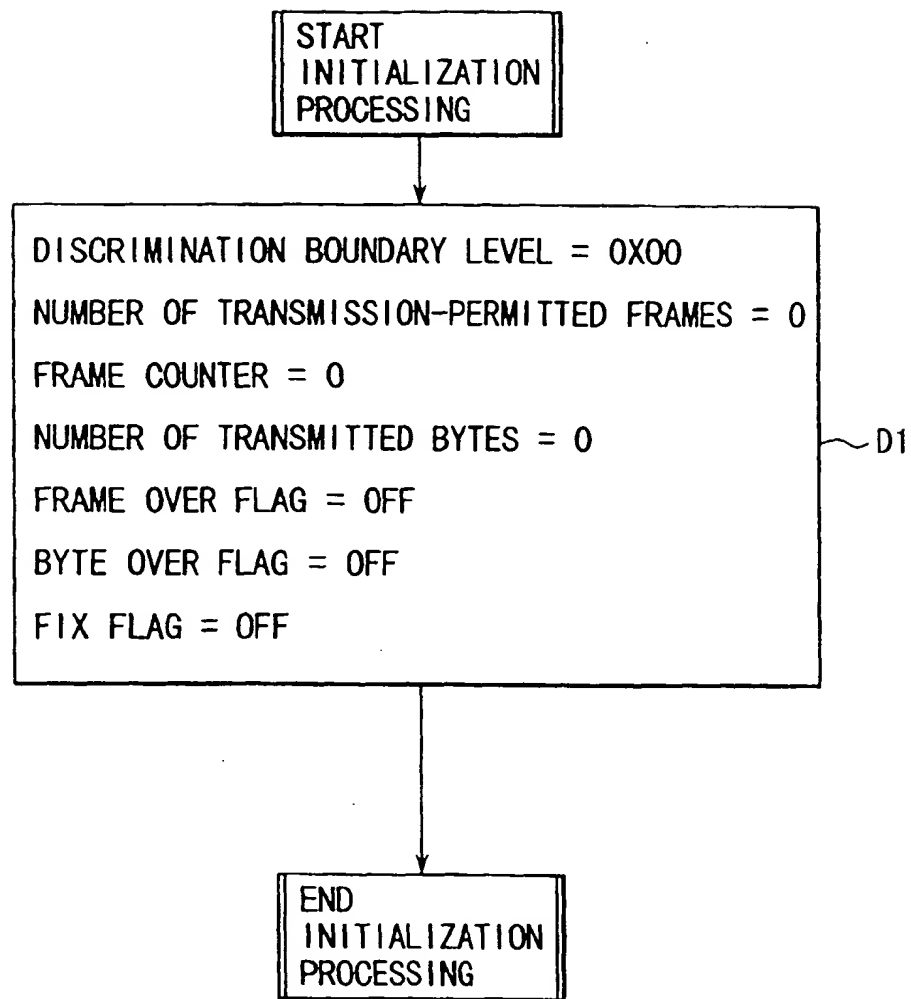 START
INITIALIZATION
PROCESSING
DISCRIMINATION BOUNDARY LEVEL = 0X00
NUMBER OF TRANSMISSION-PERMITTED FRAMES = 0
FRAME COUNTER = 0
NUMBER OF TRANSMITTED BYTES = 0
D1
FRAME OVER FLAG = OFF
BYTE OVER FLAG = OFF
FIX FLAG = OFF
END
INITIALIZATION
PROCESSING